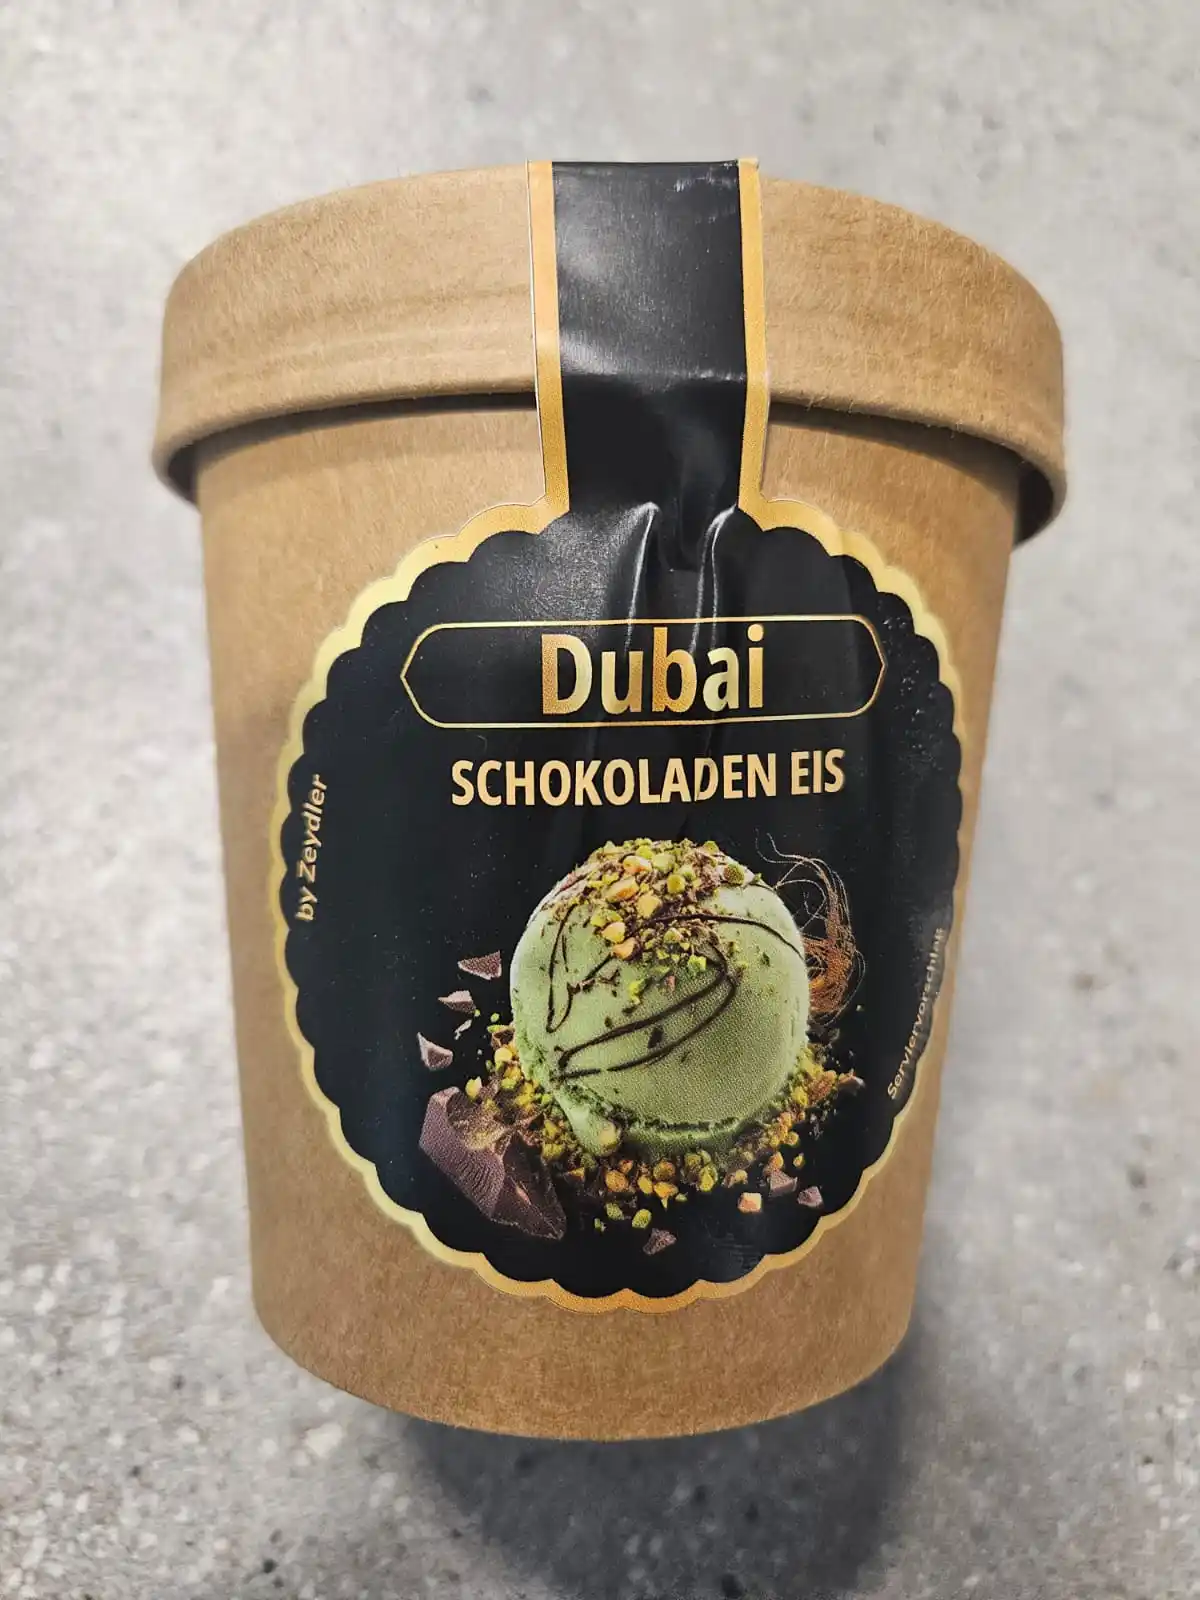 Dubai
SCHOKOLADEN EIS
by Zeydler
Serviervorschlag